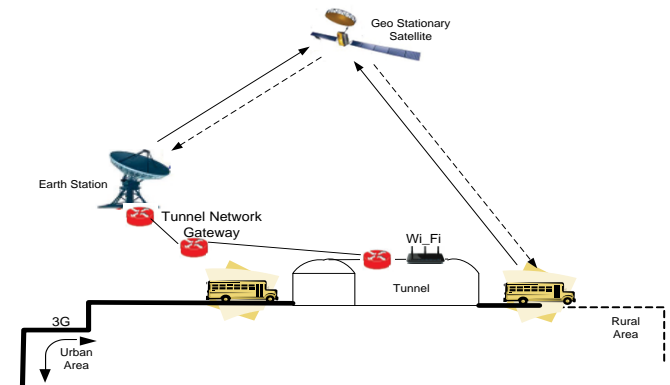 Geo Stationary
Satellite
Earth Station
Tunnel Network
Gateway
Wi_Fi
Tunnel
3G
Urban
Area
Rural
Area